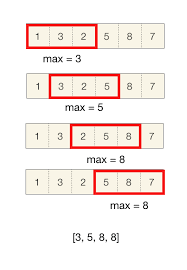 1 3 2 5 8 7
max = 3
1 3 2 5 8 7
max = 5
1 3 2 5 8 7
max = 8
1 3 2 5 8 7
max = 8
[3, 5, 8, 8]